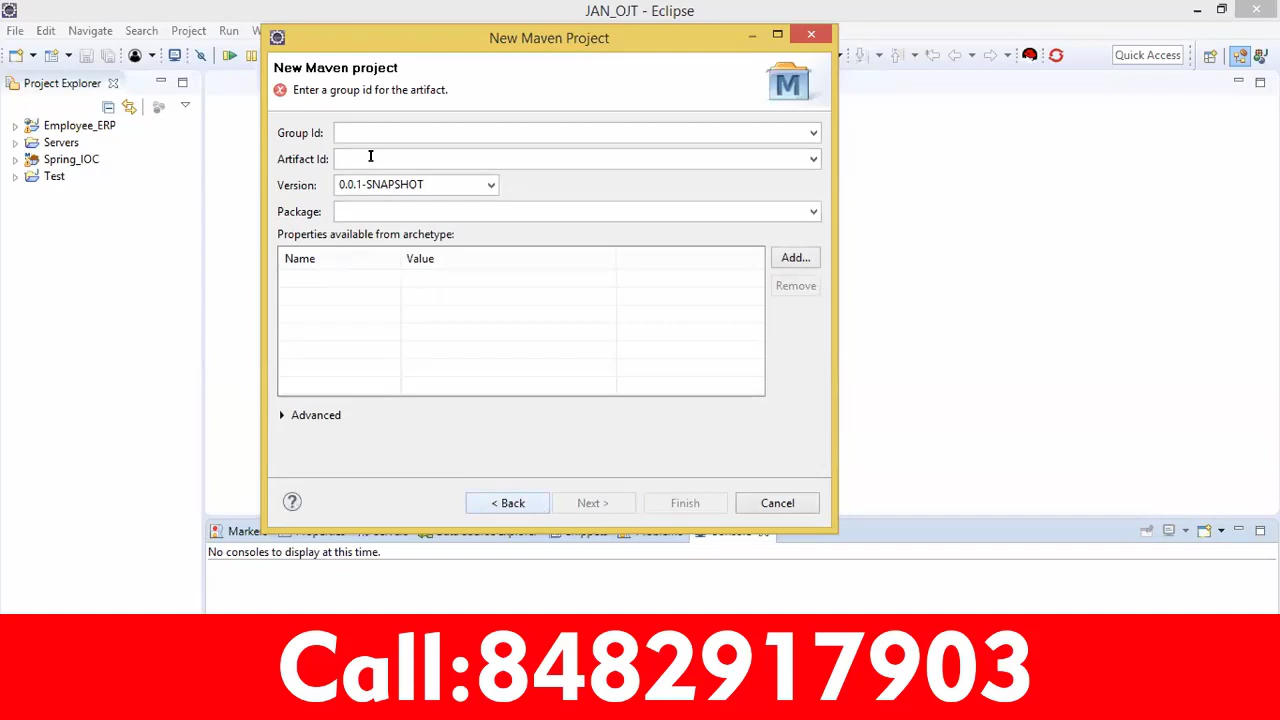 JAN_OJT - Eclipse
File Edit Navigate Search Project Run W
Quick Access
Project Explorer
Employee_ERP
Servers
Spring_IOC
Test
New Maven Project
New Maven project
Enter a group id for the artifact.
M
Group Id:
Artifact Id:
Version: 0.0.1-SNAPSHOT
Package:
Properties available from archetype:
Name Value
Add...
Remove
Advanced
< Back Next > Finish Cancel
No consoles to display at this time.
Call:8482917903